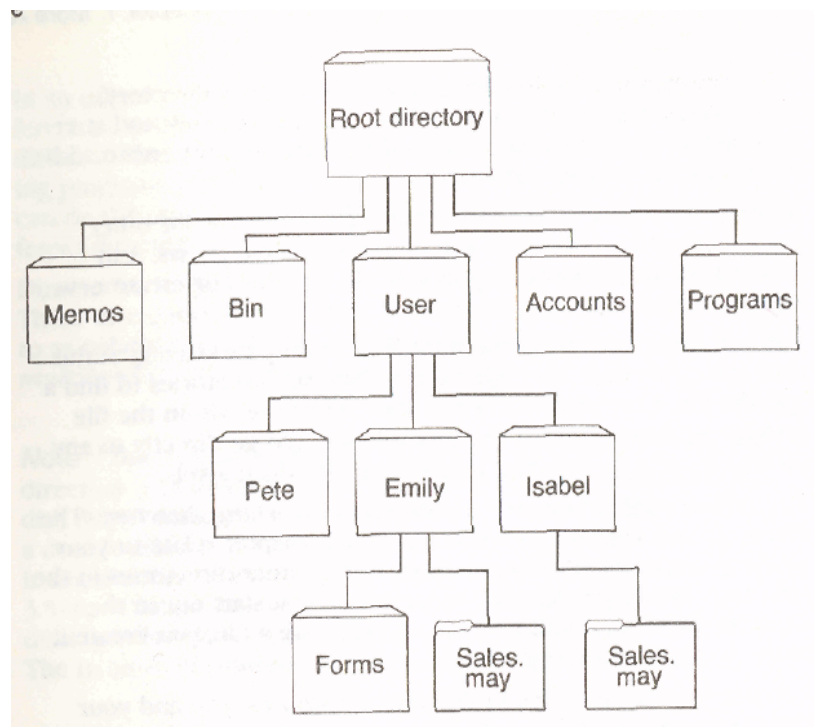 Root directory
Memos
Bin
User
Accounts
Programs
Pete
Emily
Isabel
Forms
Sales.
may
Sales.
may